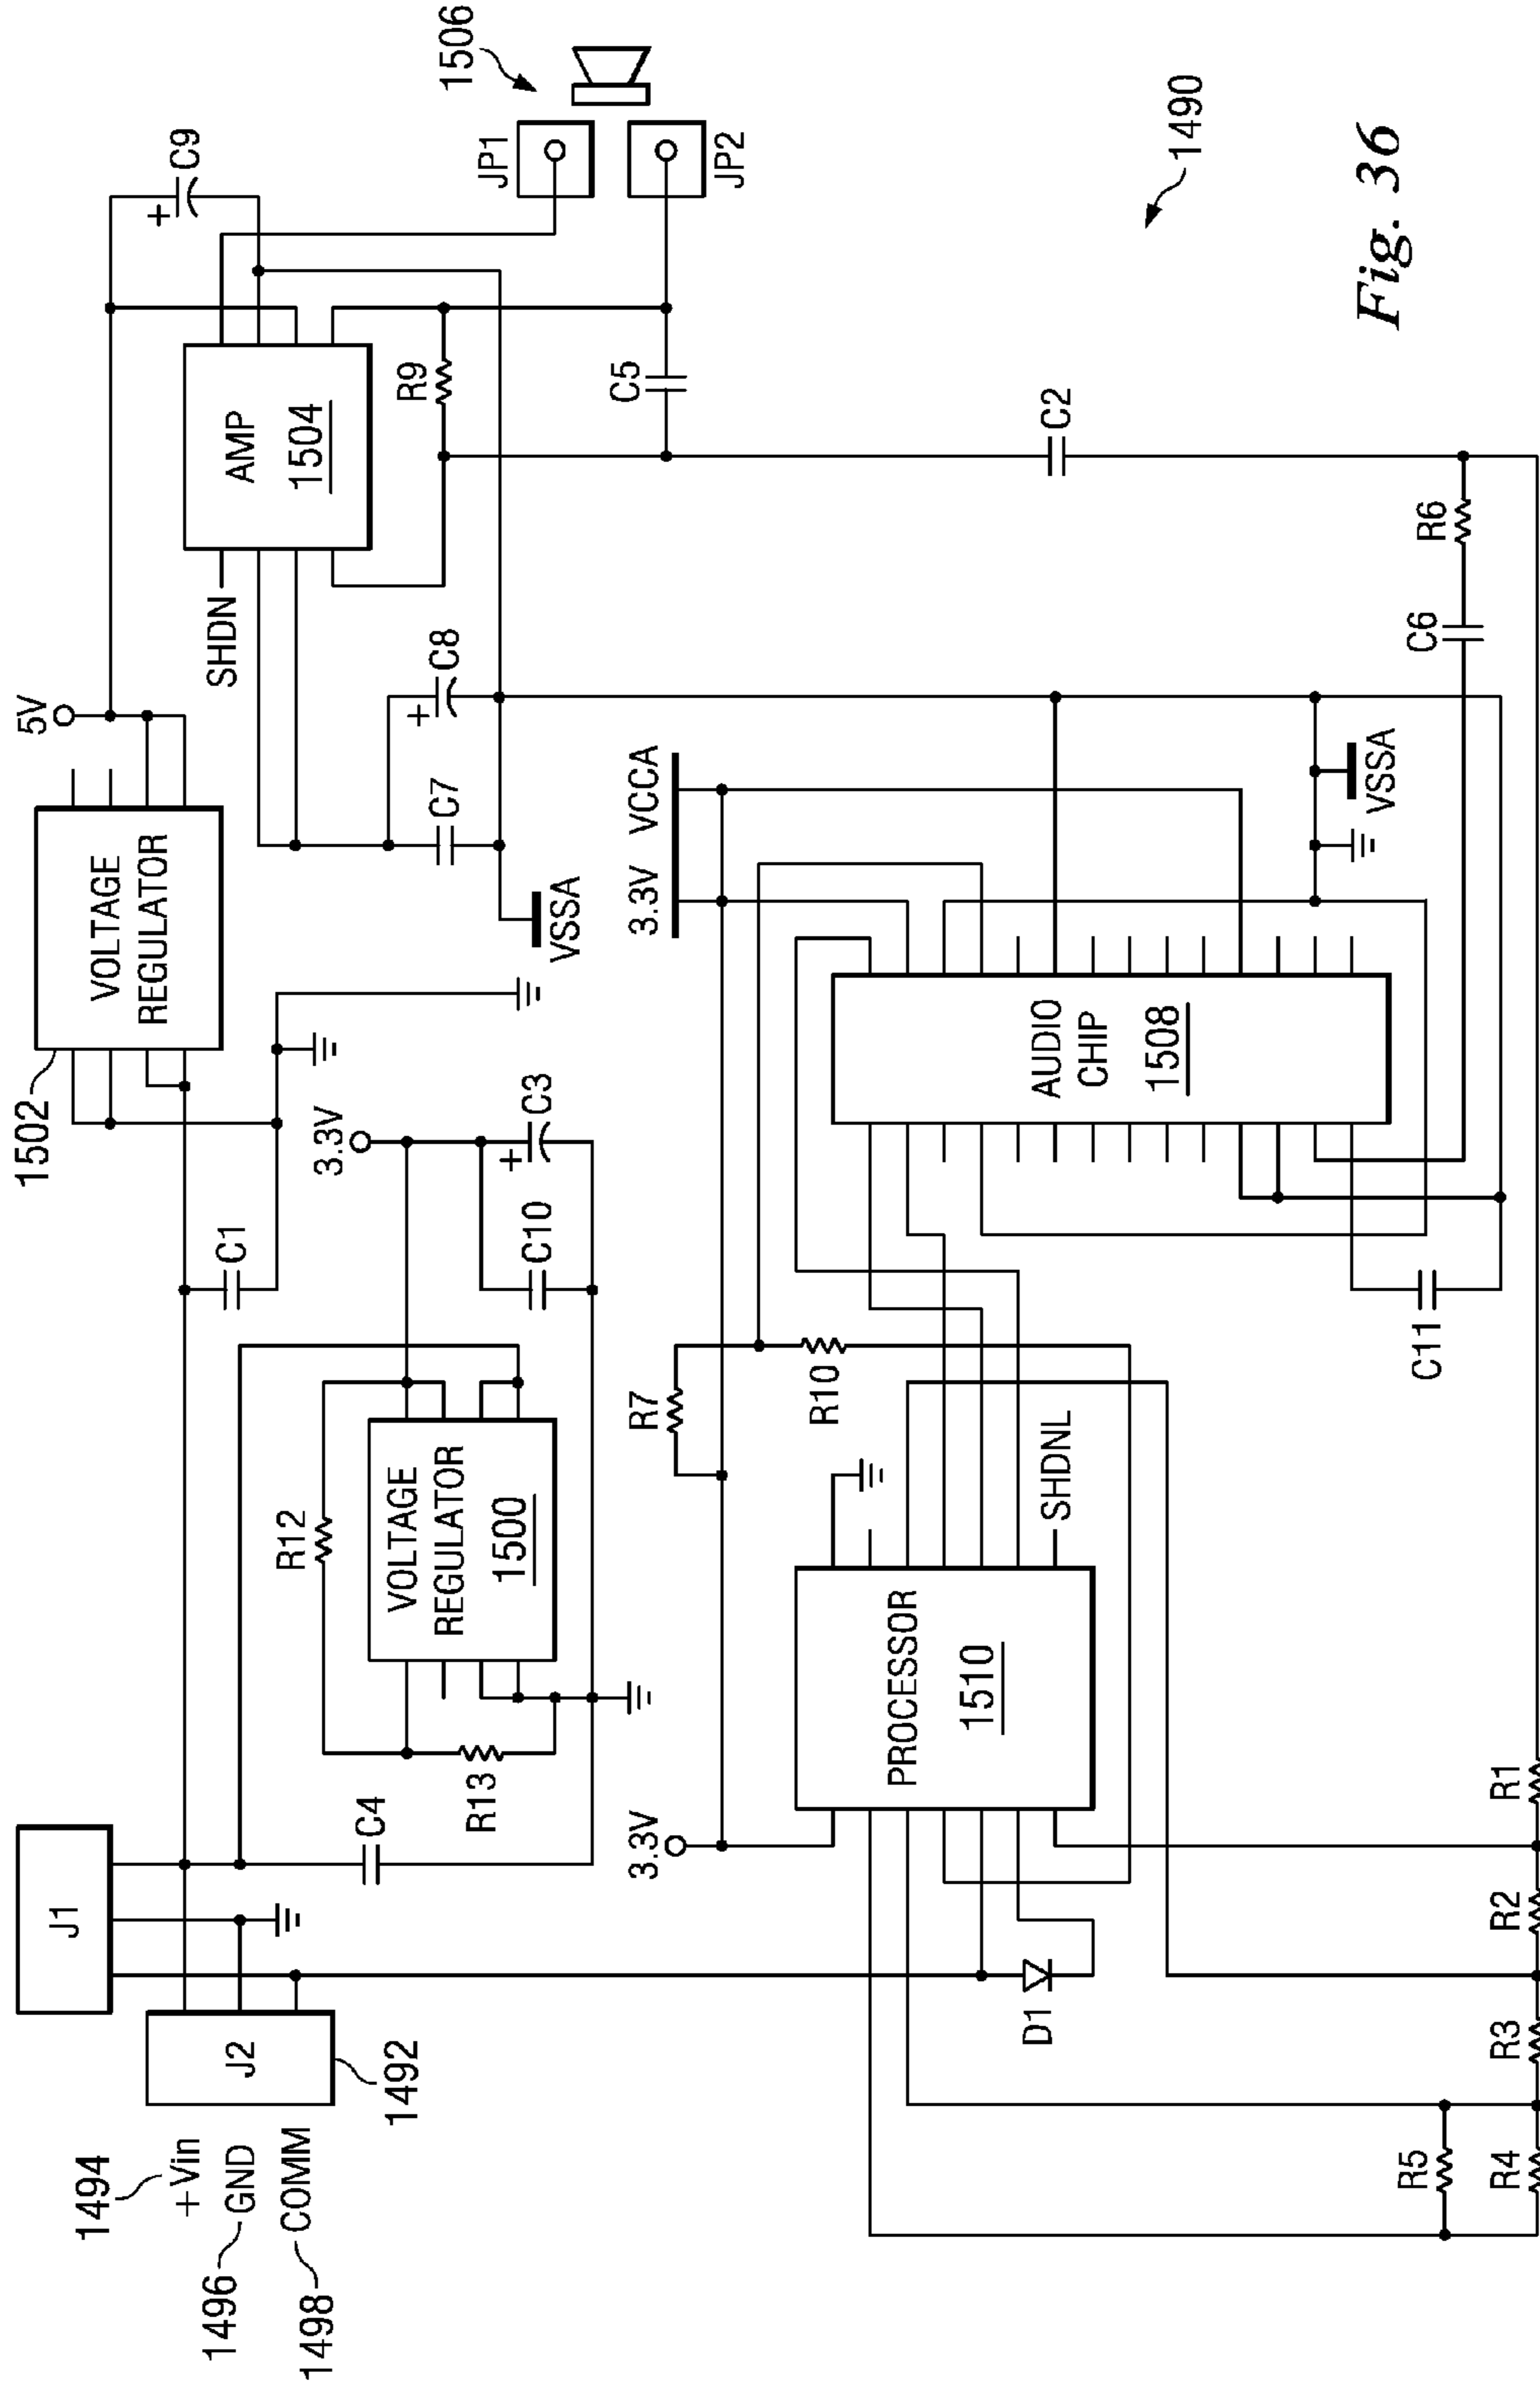 1494
+Vin
1496
GND
1498
COMM
J2
1492
J1
C4
R13
R12
VOLTAGE
REGULATOR
1500
C1
C10
C3
3.3V
1502
VOLTAGE
REGULATOR
5V
VSSA
C7
C8
SHDN
AMP
1504
R9
C5
C9
JP1
JP2
1506
C2
R6
C6
3.3V
PROCESSOR
1510
SHDNL
D1
R7
R10
3.3V
VCCA
AUDIO
CHIP
1508
VSSA
C11
R5
R4
R3
R2
R1
1490
Fig. 36